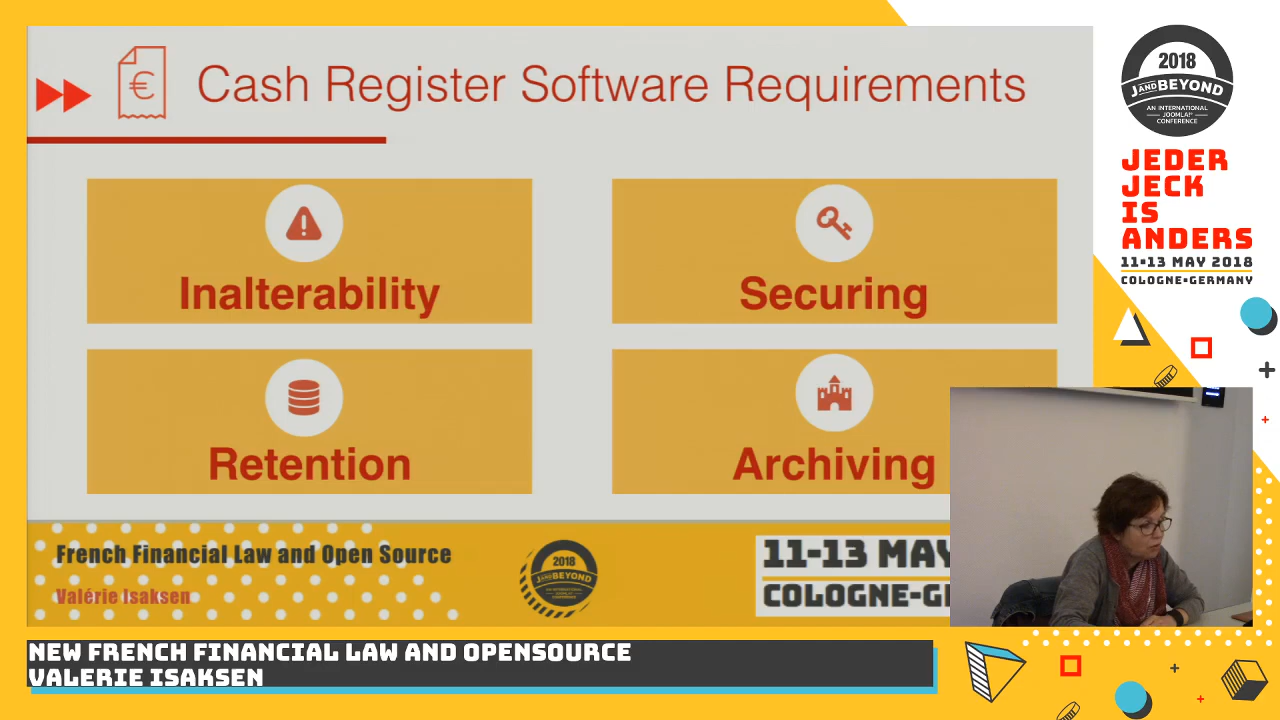 Cash Register Software Requirements
€
Inalterability
Securing
Retention
Archiving
French Financial Law and Open Source
Valérie Isaksen
2018
JANDBEYOND
11-13 MAY
COLOGNE-GE
NEW FRENCH FINANCIAL LAW AND OPENSOURCE
VALERIE ISAKSEN
2018
J AND BEYOND
AN INTERNATIONAL
JOOMLA!®
CONFERENCE
JEDER
JECK
IS
ANDERS
11•13 MAY 2018
COLOGNE•GERMANY